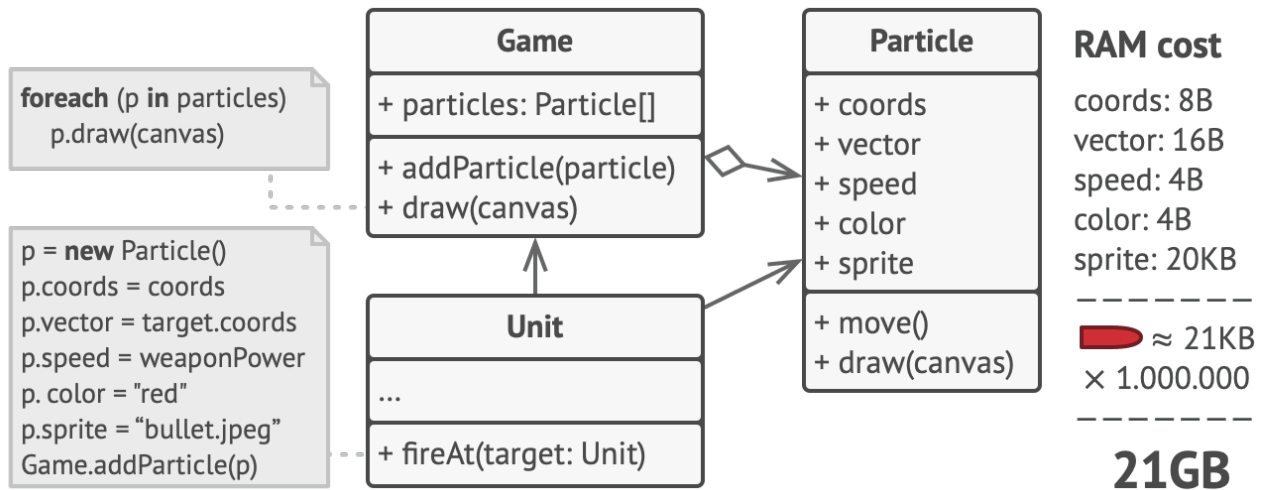 foreach (p in particles)
p.draw(canvas)
p = new Particle()
p.coords = coords
p.vector = target.coords
p.speed = weaponPower
p. color = "red"
p.sprite = “bullet.jpeg”
Game.addParticle(p)
Game
+ particles: Particle[]
+ addParticle(particle)
+ draw(canvas)
Unit
...
+ fireAt(target: Unit)
Particle
+ coords
+ vector
+ speed
+ color
+ sprite
+ move()
+ draw(canvas)
RAM cost
coords: 8B
vector: 16B
speed: 4B
color: 4B
sprite: 20KB
≈ 21KB
× 1.000.000
21GB